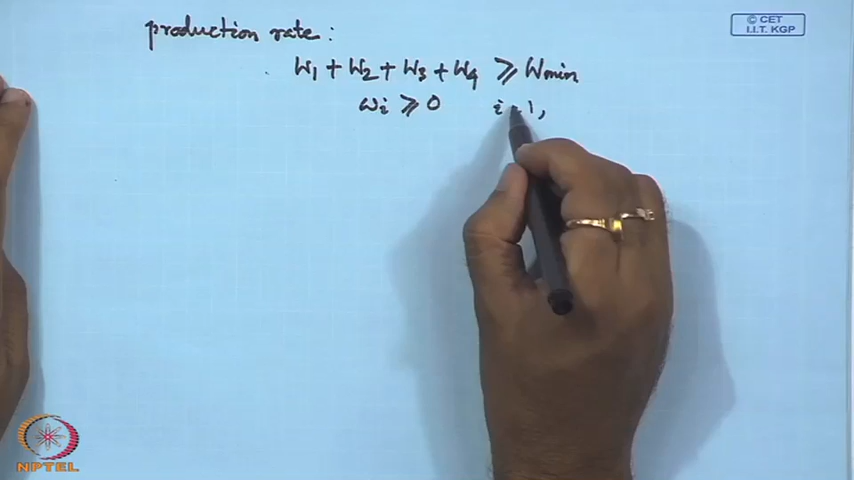 production rate:
© CET
I.I.T. KGP
W₁ + W₂ + W₃ + W₄ ⩾ Wmin
wᵢ ⩾ 0 i = 1,
NPTEL